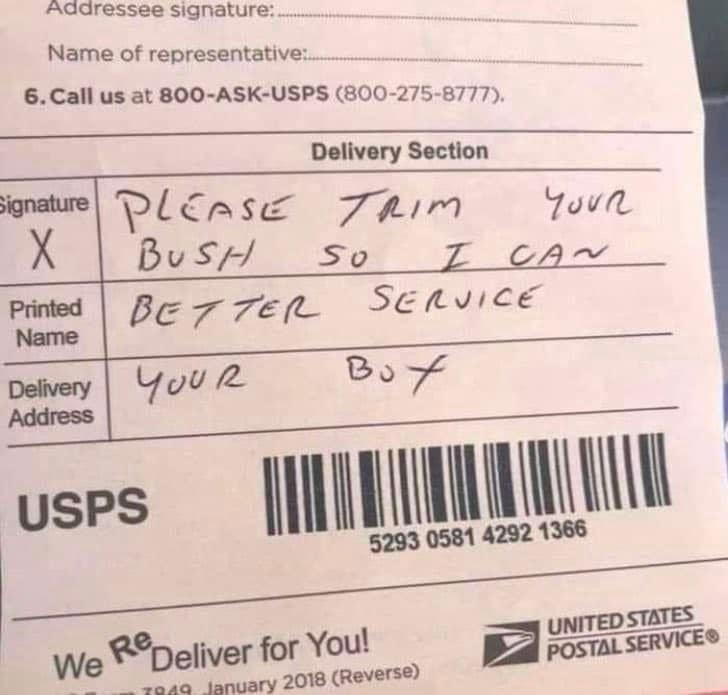 Addressee signature:
Name of representative:
6. Call us at 800-ASK-USPS (800-275-8777).
Delivery Section
Signature
X
PLEASE TRIM YOUR
BUSH SO I CAN
Printed
Name
BETTER SERVICE
Delivery
Address
YOUR BOX
USPS
5293 0581 4292 1366
We ReDeliver for You!
3849 January 2018 (Reverse)
UNITED STATES
POSTAL SERVICE®